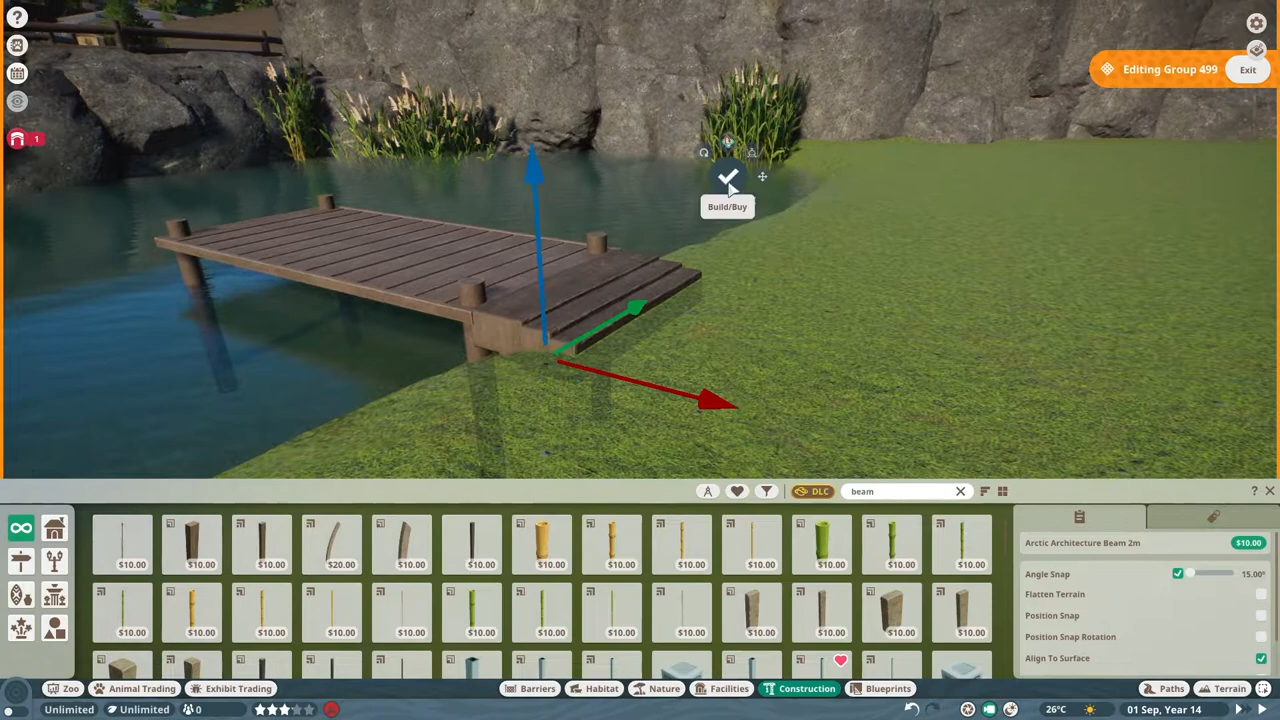 ?
Editing Group 499
Exit
1
Build/Buy
DLC
beam
?
$10.00 $10.00 $10.00 $20.00 $10.00 $10.00 $10.00 $10.00 $10.00 $10.00 $10.00 $10.00 $10.00
$10.00 $10.00 $10.00 $10.00 $10.00 $10.00 $10.00 $10.00 $10.00 $10.00 $10.00 $10.00 $10.00
Arctic Architecture Beam 2m $10.00
Angle Snap 15.00°
Flatten Terrain
Position Snap
Position Snap Rotation
Align To Surface
Zoo Animal Trading Exhibit Trading Barriers Habitat Nature Facilities Construction Blueprints Paths Terrain
Unlimited Unlimited 0 26°C 01 Sep, Year 14